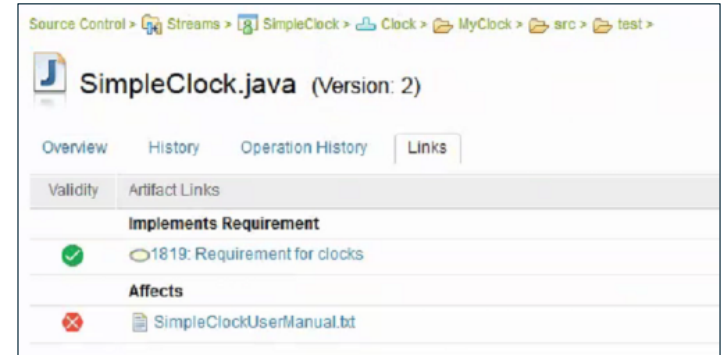 Source Control > Streams > SimpleClock > Clock > MyClock > src > test >
SimpleClock.java (Version: 2)
Overview History Operation History Links
Validity Artifact Links
Implements Requirement
1819: Requirement for clocks
Affects
SimpleClockUserManual.txt